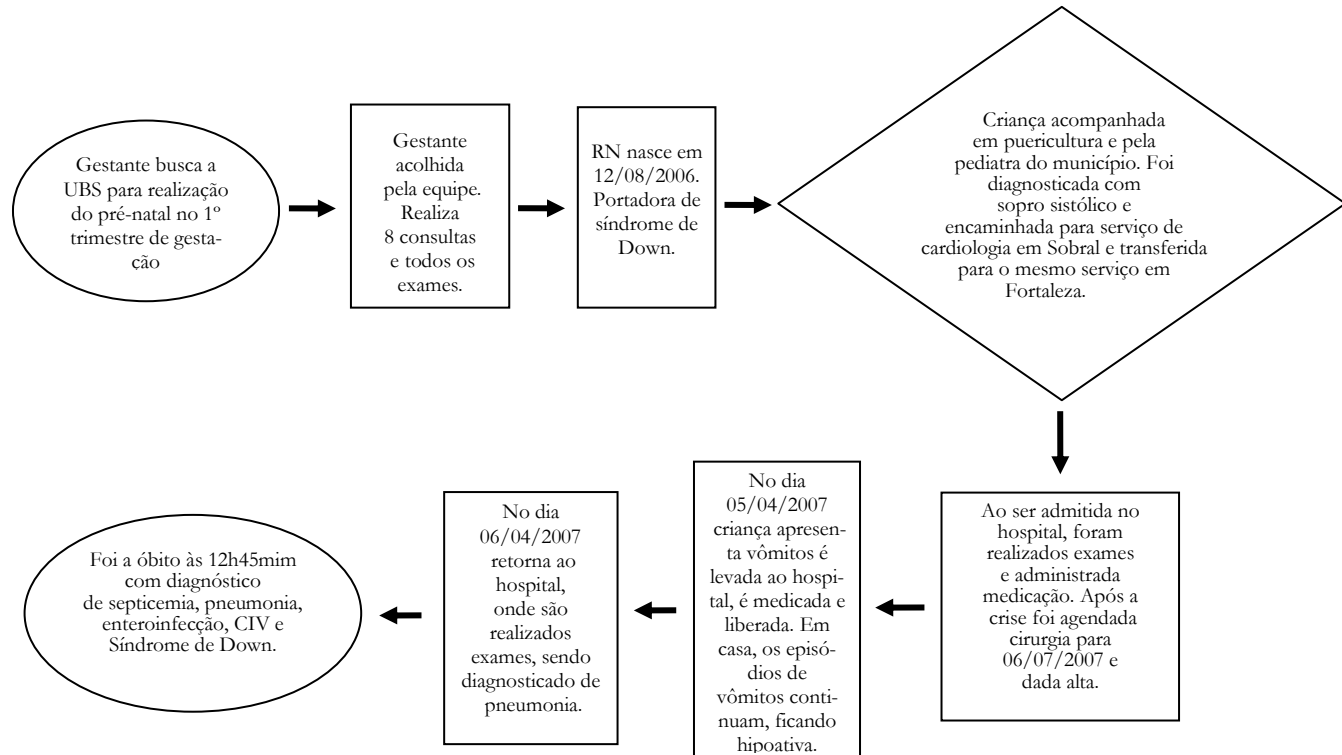 Gestante busca a
UBS para realização
do pré-natal no 1º
trimestre de gesta-
ção
Gestante
acolhida
pela equipe.
Realiza
8 consultas
e todos os
exames.
RN nasce em
12/08/2006.
Portadora de
síndrome de
Down.
Criança acompanhada
em puericultura e pela
pediatra do município. Foi
diagnosticada com
sopro sistólico e
encaminhada para serviço de
cardiologia em Sobral e transferida
para o mesmo serviço em
Fortaleza.
Ao ser admitida no
hospital, foram
realizados exames
e administrada
medicação. Após a
crise foi agendada
cirurgia para
06/07/2007 e
dada alta.
No dia
05/04/2007
criança apresen-
ta vômitos é
levada ao hospi-
tal, é medicada e
liberada. Em
casa, os episó-
dios de
vômitos conti-
nuam, ficando
hipoativa.
No dia
06/04/2007
retorna ao
hospital,
onde são
realizados
exames, sendo
diagnosticado de
pneumonia.
Foi a óbito às 12h45mim
com diagnóstico
de septicemia, pneumonia,
enteroinfecção, CIV e
Síndrome de Down.